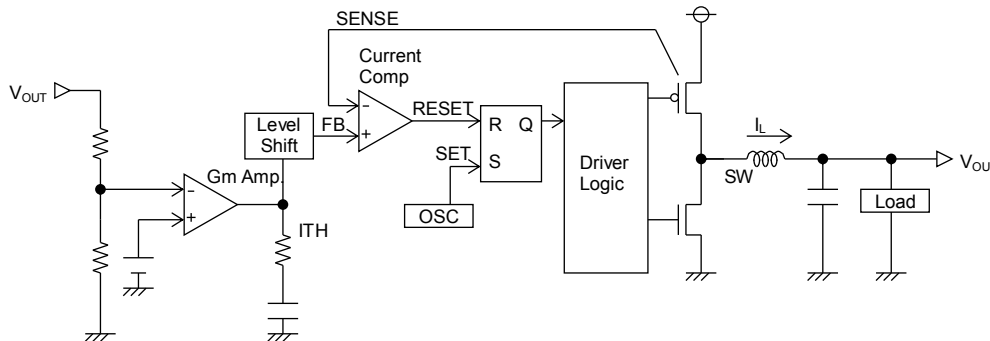 SENSE
Current
Comp
VOUT
Level
Shift
FB
RESET
R Q
S
SET
OSC
Gm Amp.
ITH
Driver
Logic
IL
SW
VOU
Load
-
+
-
+